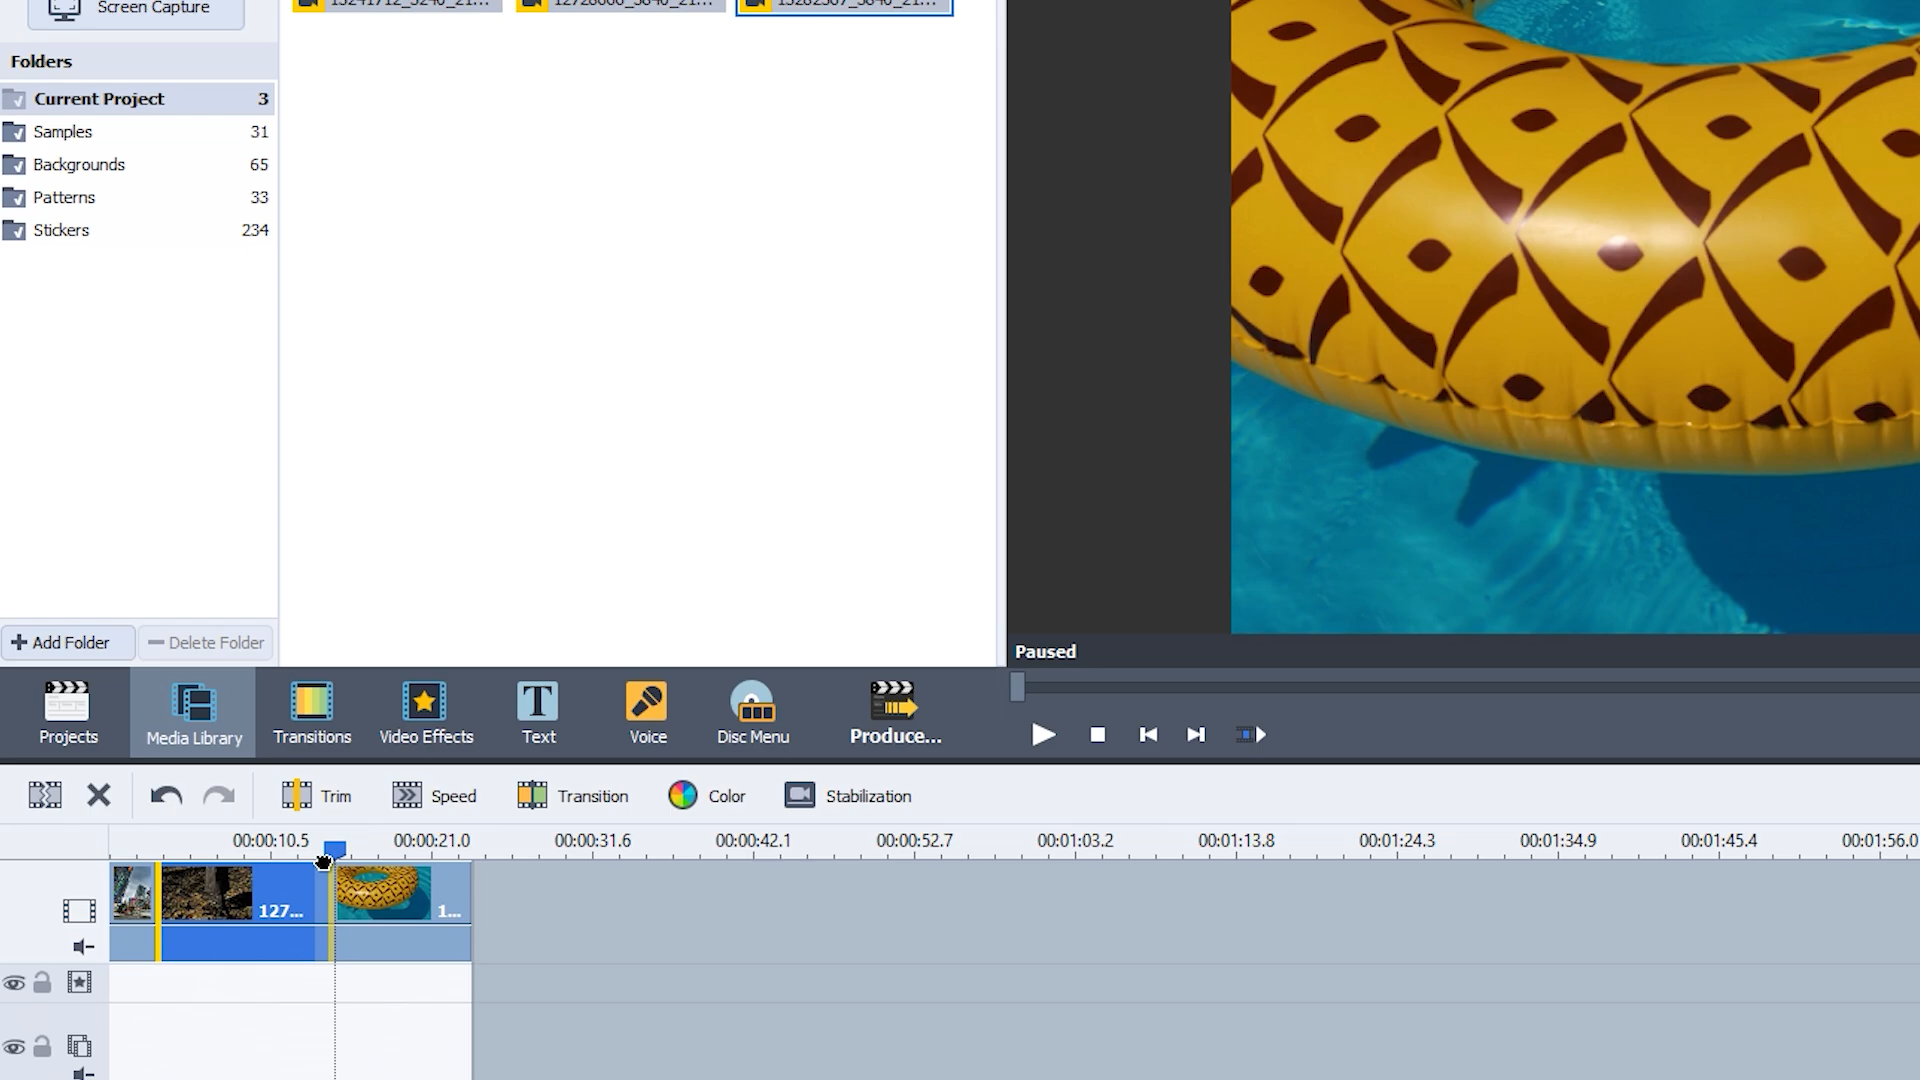 Screen Capture
Folders
Current Project 3
Samples 31
Backgrounds 65
Patterns 33
Stickers 234
Add Folder
Delete Folder
Paused
Projects
Media Library
Transitions
Video Effects
Text
Voice
Disc Menu
Produce...
Trim
Speed
Transition
Color
Stabilization
00:00:10.5 00:00:21.0 00:00:31.6 00:00:42.1 00:00:52.7 00:01:03.2 00:01:13.8 00:01:24.3 00:01:34.9 00:01:45.4 00:01:56.0
127... 1...